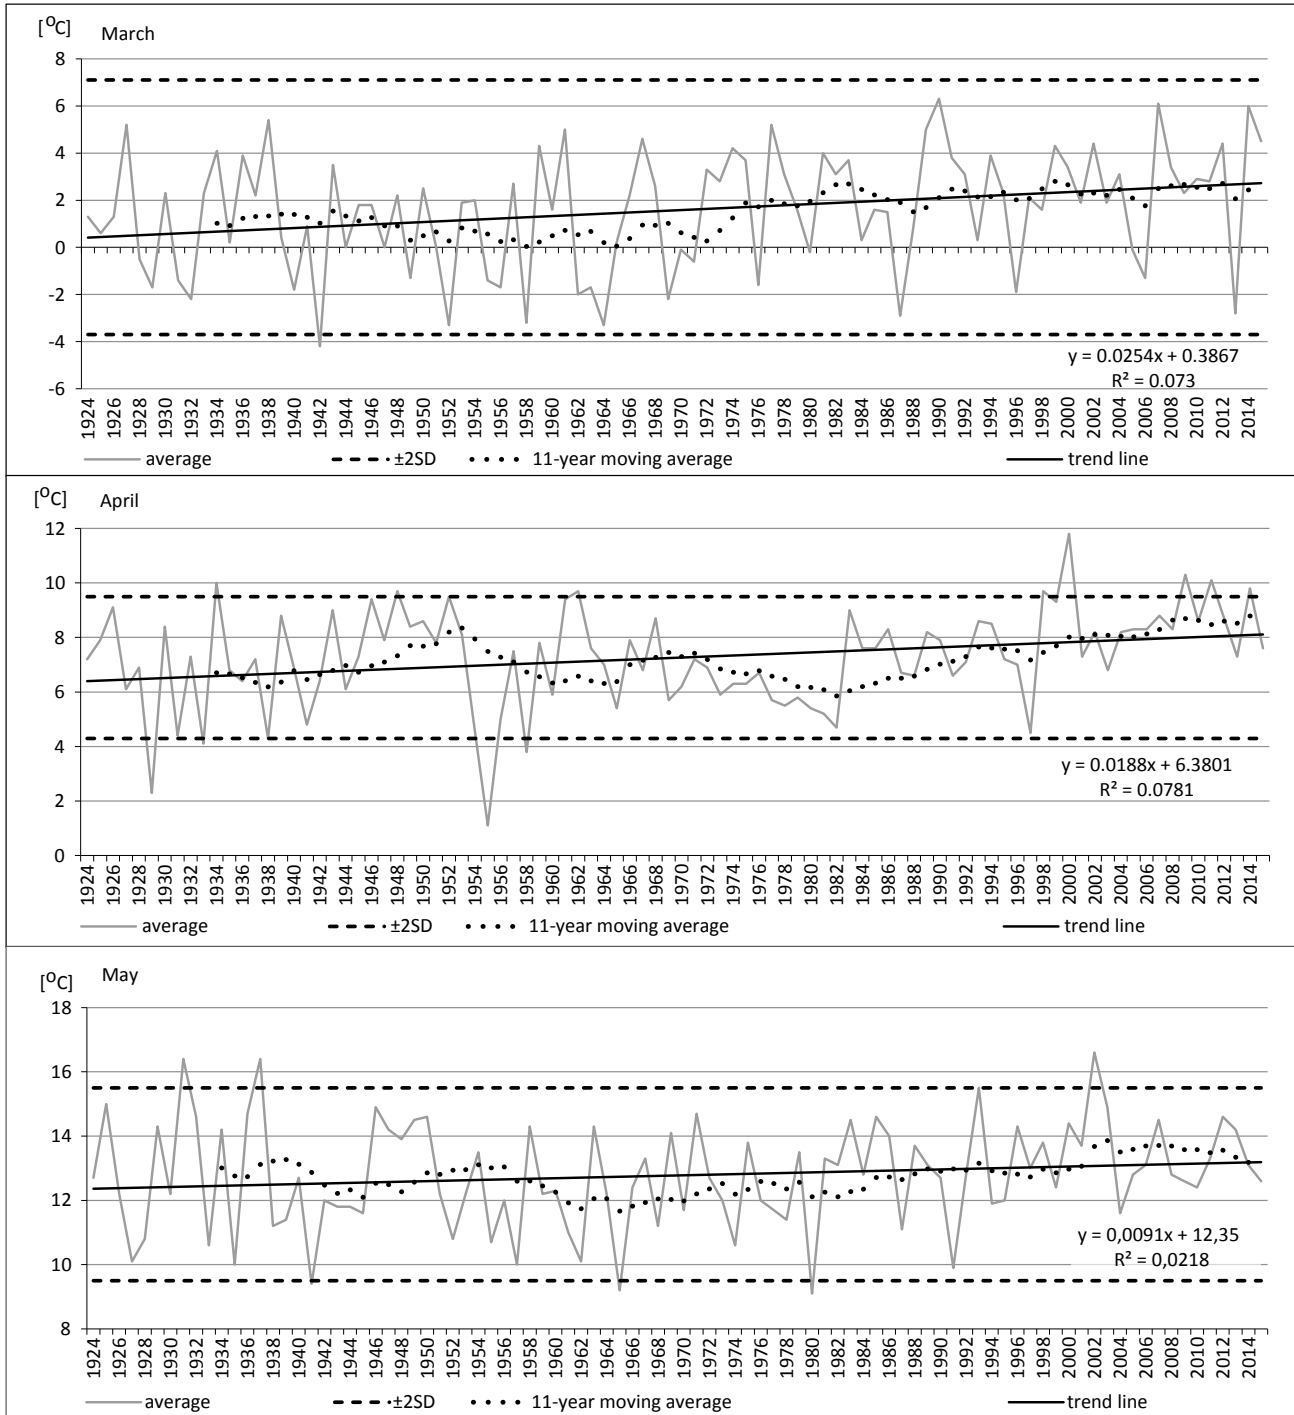 [°C] March
8
6
4
2
0
-2
-4
-6
y = 0.0254x + 0.3867
R² = 0.073
1924 1926 1928 1930 1932 1934 1936 1938 1940 1942 1944 1946 1948 1950 1952 1954 1956 1958 1960 1962 1964 1966 1968 1970 1972 1974 1976 1978 1980 1982 1984 1986 1988 1990 1992 1994 1996 1998 2000 2002 2004 2006 2008 2010 2012 2014
average ±2SD 11-year moving average trend line
[°C] April
12
10
8
6
4
2
0
y = 0.0188x + 6.3801
R² = 0.0781
1924 1926 1928 1930 1932 1934 1936 1938 1940 1942 1944 1946 1948 1950 1952 1954 1956 1958 1960 1962 1964 1966 1968 1970 1972 1974 1976 1978 1980 1982 1984 1986 1988 1990 1992 1994 1996 1998 2000 2002 2004 2006 2008 2010 2012 2014
average ±2SD 11-year moving average trend line
[°C] May
18
16
14
12
10
8
y = 0,0091x + 12,35
R² = 0,0218
1924 1926 1928 1930 1932 1934 1936 1938 1940 1942 1944 1946 1948 1950 1952 1954 1956 1958 1960 1962 1964 1966 1968 1970 1972 1974 1976 1978 1980 1982 1984 1986 1988 1990 1992 1994 1996 1998 2000 2002 2004 2006 2008 2010 2012 2014
average ±2SD 11-year moving average trend line